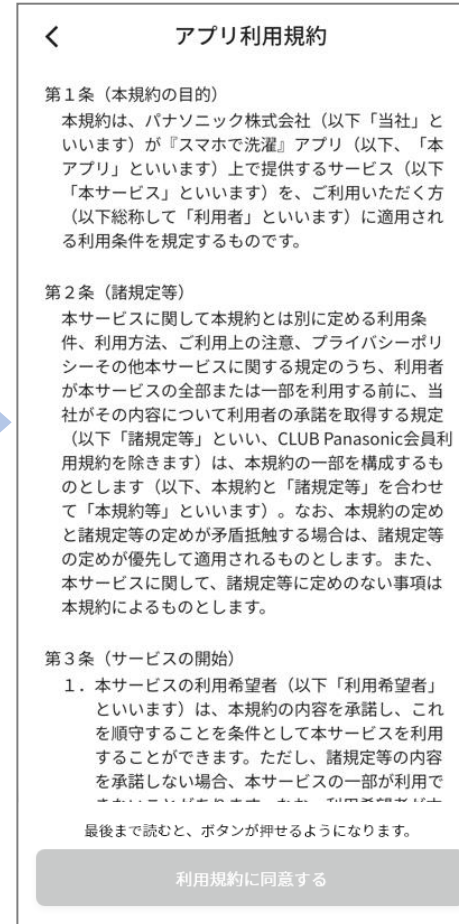 アプリ利用規約
第1条（本規約の目的）
本規約は、パナソニック株式会社（以下「当社」と
いいます）が『スマホで洗濯』アプリ（以下、「本
アプリ」といいます）上で提供するサービス（以下
「本サービス」といいます）を、ご利用いただく方
（以下総称して「利用者」といいます）に適用され
る利用条件を規定するものです。
第2条（諸規定等）
本サービスに関して本規約とは別に定める利用条
件、利用方法、ご利用上の注意、プライバシーポリ
シーその他本サービスに関する規定のうち、利用者
が本サービスの全部または一部を利用する前に、当
社がその内容について利用者の承諾を取得する規定
（以下「諸規定等」といい、CLUB Panasonic会員利
用規約を除きます）は、本規約の一部を構成するも
のとします（以下、本規約と「諸規定等」を合わせ
て「本規約等」といいます）。なお、本規約の定め
と諸規定等の定めが矛盾抵触する場合は、諸規定等
の定めが優先して適用されるものとします。また、
本サービスに関して、諸規定等に定めのない事項は
本規約によるものとします。
第3条（サービスの開始）
1．本サービスの利用希望者（以下「利用希望者」
といいます）は、本規約の内容を承諾し、これ
を順守することを条件として本サービスを利用
することができます。ただし、諸規定等の内容
を承諾しない場合、本サービスの一部が利用で
最後まで読むと、ボタンが押せるようになります。
利用規約に同意する